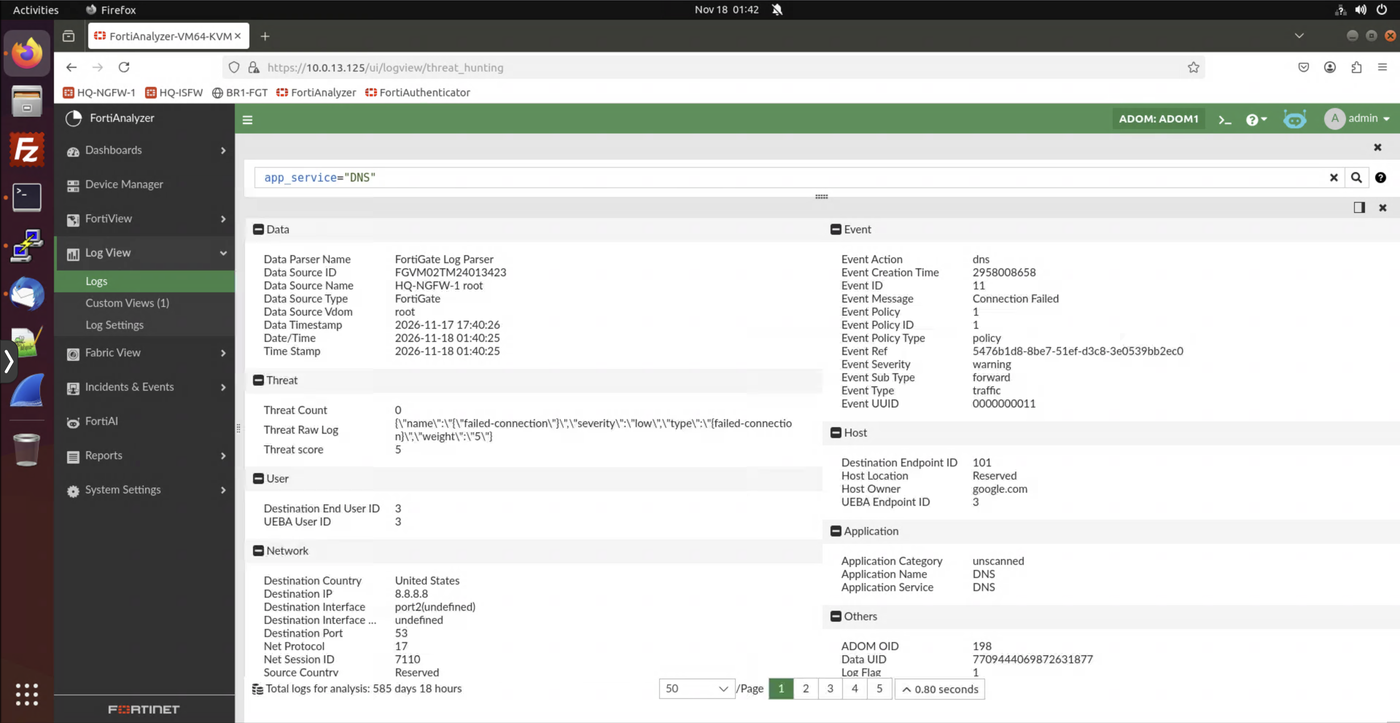 Activities Firefox Nov 18 01:42
FortiAnalyzer-VM64-KVM
https://10.0.13.125/ui/logview/threat_hunting
HQ-NGFW-1 HQ-ISFW BR1-FGT FortiAnalyzer FortiAuthenticator
FortiAnalyzer
ADOM: ADOM1 A admin
Dashboards
Device Manager
FortiView
Log View
Logs
Custom Views (1)
Log Settings
Fabric View
Incidents & Events
FortiAI
Reports
System Settings
FORTINET
app_service="DNS"
Data
Data Parser Name FortiGate Log Parser
Data Source ID FGVM02TM24013423
Data Source Name HQ-NGFW-1 root
Data Source Type FortiGate
Data Source Vdom root
Data Timestamp 2026-11-17 17:40:26
Date/Time 2026-11-18 01:40:25
Time Stamp 2026-11-18 01:40:25
Threat
Threat Count 0
Threat Raw Log [\"name\":\"[\"failed-connection\"]\",\"severity\":\"low\",\"type\":\"[failed-connectio
n]\",\"weight\":\"5\"]
Threat score 5
User
Destination End User ID 3
UEBA User ID 3
Network
Destination Country United States
Destination IP 8.8.8.8
Destination Interface port2(undefined)
Destination Interface ... undefined
Destination Port 53
Net Protocol 17
Net Session ID 7110
Source Country Reserved
Event
Event Action dns
Event Creation Time 2958008658
Event ID 11
Event Message Connection Failed
Event Policy 1
Event Policy ID 1
Event Policy Type policy
Event Ref 5476b1d8-8be7-51ef-d3c8-3e0539bb2ec0
Event Severity warning
Event Sub Type forward
Event Type traffic
Event UUID 0000000011
Host
Destination Endpoint ID 101
Host Location Reserved
Host Owner google.com
UEBA Endpoint ID 3
Application
Application Category unscanned
Application Name DNS
Application Service DNS
Others
ADOM OID 198
Data UID 7709444069872631877
Log Flag 1
Total logs for analysis: 585 days 18 hours 50 /Page 1 2 3 4 5 0.80 seconds